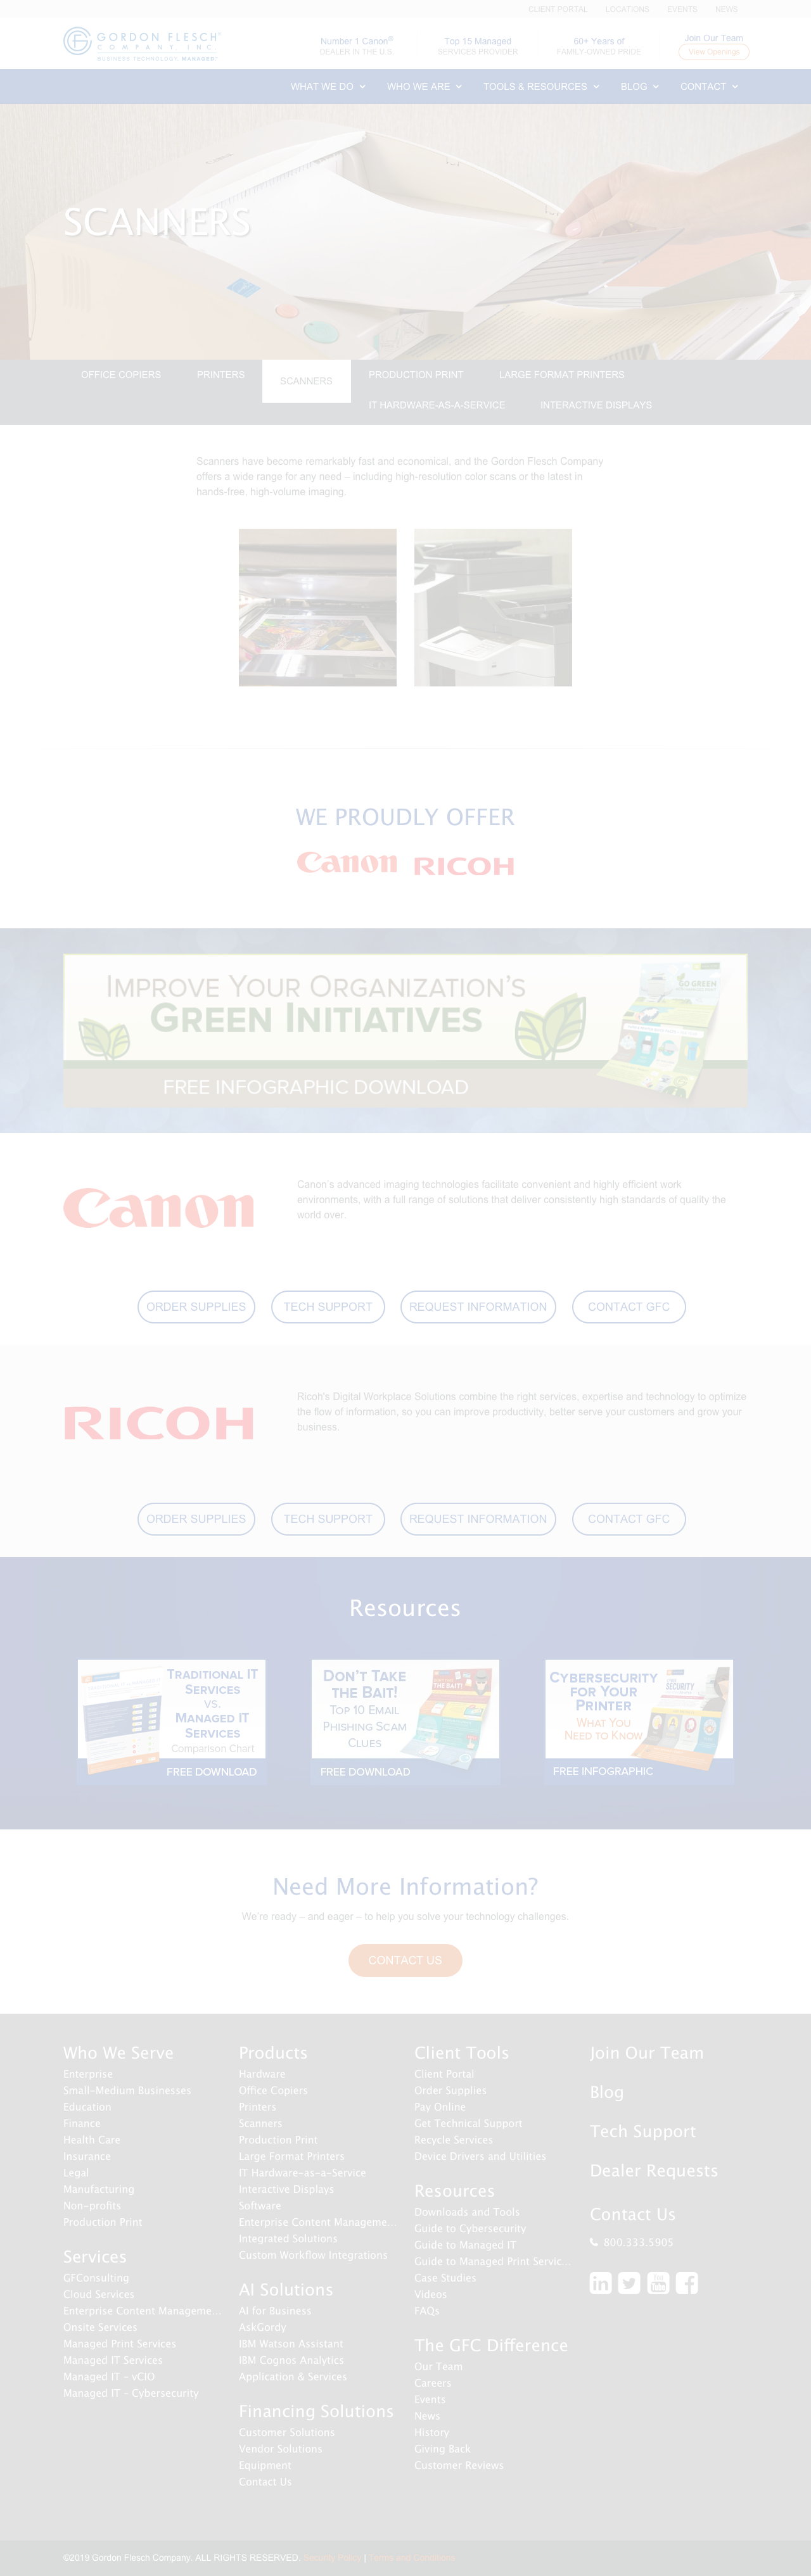 CLIENT PORTAL LOCATIONS EVENTS NEWS
GORDON FLESCH®
COMPANY INC
BUSINESS TECHNOLOGY. MANAGED.®
Number 1 Canon® Top 15 Managed 60+ Years of Join Our Team
DEALER IN THE U.S. SERVICES PROVIDER FAMILY-OWNED PRIDE View Openings
WHAT WE DO WHO WE ARE TOOLS & RESOURCES BLOG CONTACT
SCANNERS
OFFICE COPIERS PRINTERS SCANNERS PRODUCTION PRINT LARGE FORMAT PRINTERS
IT HARDWARE-AS-A-SERVICE INTERACTIVE DISPLAYS
Scanners have become remarkably fast and economical, and the Gordon Flesch Company
offers a wide range for any need – including high-resolution color scans or the latest in
hands-free, high-volume imaging.
WE PROUDLY OFFER
Canon RICOH
IMPROVE YOUR ORGANIZATION'S
GREEN INITIATIVES
GO GREEN
FREE INFOGRAPHIC DOWNLOAD
Canon
Canon's advanced imaging technologies facilitate convenient and highly efficient work
environments, with a full range of solutions that deliver consistently high standards of quality the
world over.
ORDER SUPPLIES TECH SUPPORT REQUEST INFORMATION CONTACT GFC
RICOH
Ricoh's Digital Workplace Solutions combine the right services, expertise and technology to optimize
the flow of information, so you can improve productivity, better serve your customers and grow your
business.
ORDER SUPPLIES TECH SUPPORT REQUEST INFORMATION CONTACT GFC
Resources
TRADITIONAL IT
SERVICES
VS.
MANAGED IT
SERVICES
Comparison Chart
FREE DOWNLOAD
DON'T TAKE
THE BAIT!
TOP 10 EMAIL
PHISHING SCAM
CLUES
FREE DOWNLOAD
CYBERSECURITY
FOR YOUR
PRINTER
WHAT YOU
NEED TO KNOW
FREE INFOGRAPHIC
Need More Information?
We're ready – and eager – to help you solve your technology challenges.
CONTACT US
Who We Serve
Enterprise
Small-Medium Businesses
Education
Finance
Health Care
Insurance
Legal
Manufacturing
Non-profits
Production Print
Services
GFConsulting
Cloud Services
Enterprise Content Manageme...
Onsite Services
Managed Print Services
Managed IT Services
Managed IT - vCIO
Managed IT - Cybersecurity
Products
Hardware
Office Copiers
Printers
Scanners
Production Print
Large Format Printers
IT Hardware-as-a-Service
Interactive Displays
Software
Enterprise Content Manageme...
Integrated Solutions
Custom Workflow Integrations
AI Solutions
AI for Business
AskGordy
IBM Watson Assistant
IBM Cognos Analytics
Application & Services
Financing Solutions
Customer Solutions
Vendor Solutions
Equipment
Contact Us
Client Tools
Client Portal
Order Supplies
Pay Online
Get Technical Support
Recycle Services
Device Drivers and Utilities
Resources
Downloads and Tools
Guide to Cybersecurity
Guide to Managed IT
Guide to Managed Print Servic...
Case Studies
Videos
FAQs
The GFC Difference
Our Team
Careers
Events
News
History
Giving Back
Customer Reviews
Join Our Team
Blog
Tech Support
Dealer Requests
Contact Us
800.333.5905
©2019 Gordon Flesch Company. ALL RIGHTS RESERVED. Security Policy | Terms and Conditions